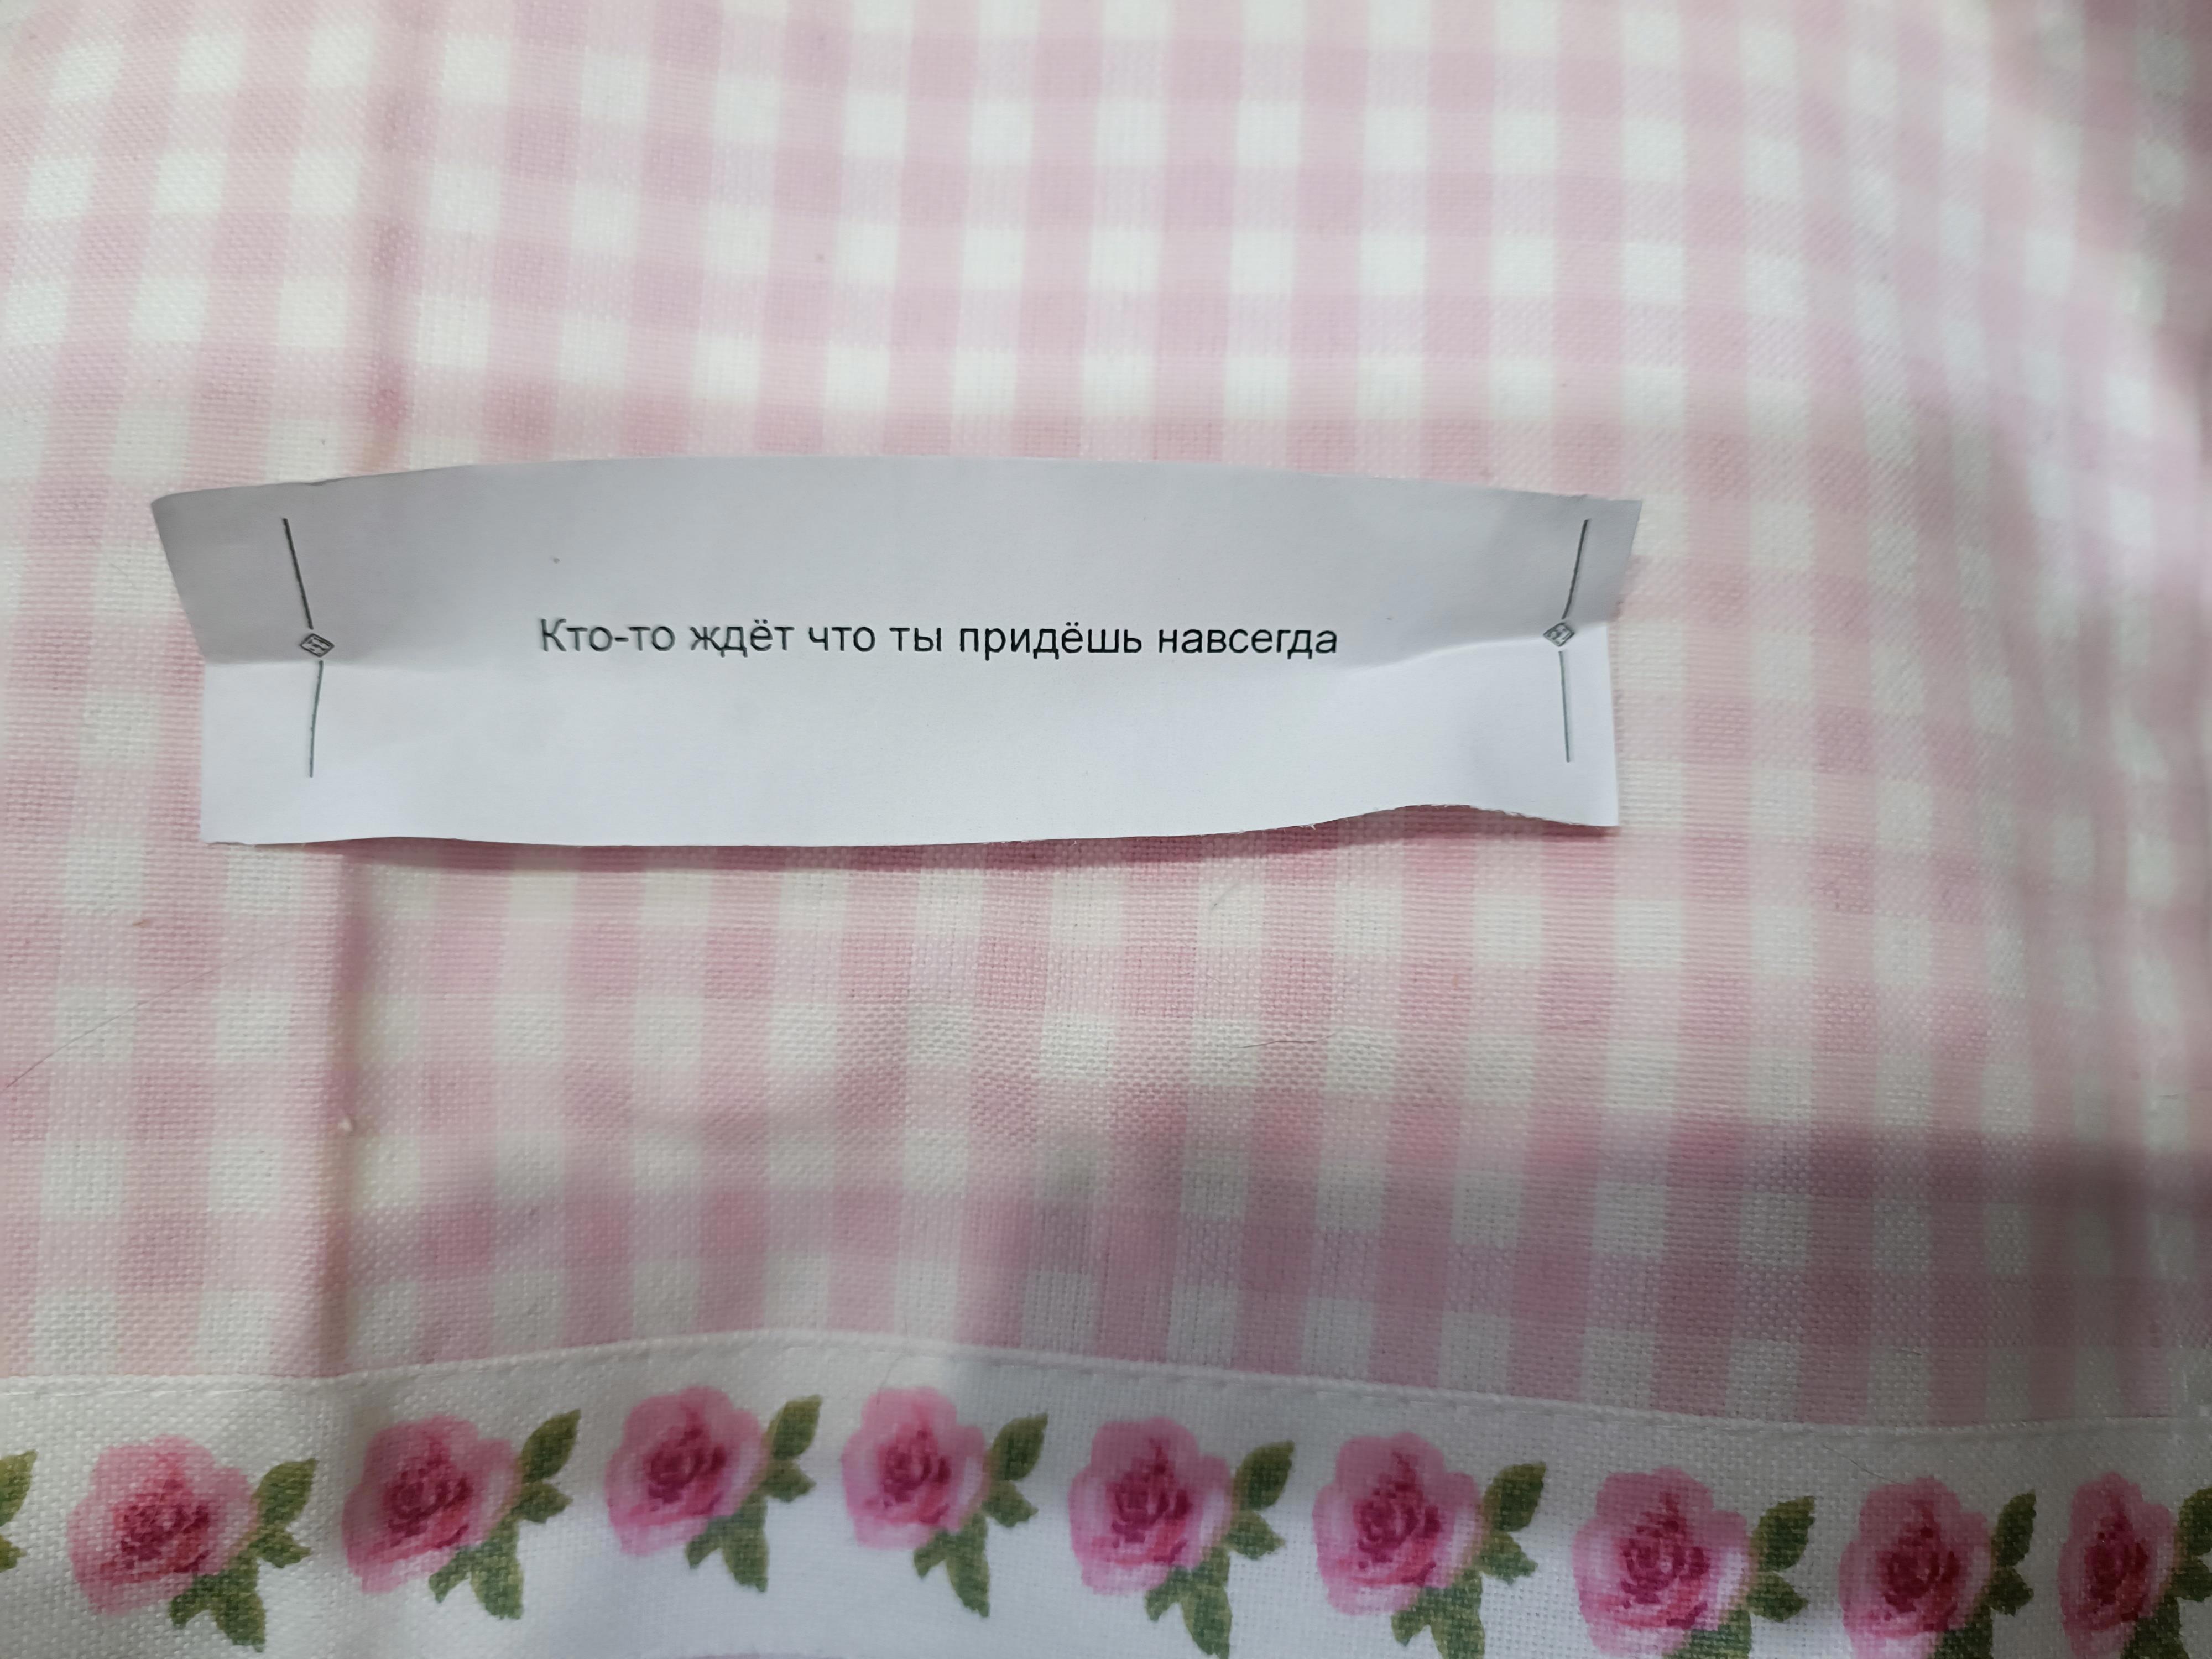 Кто-то ждёт что ты придёшь навсегда